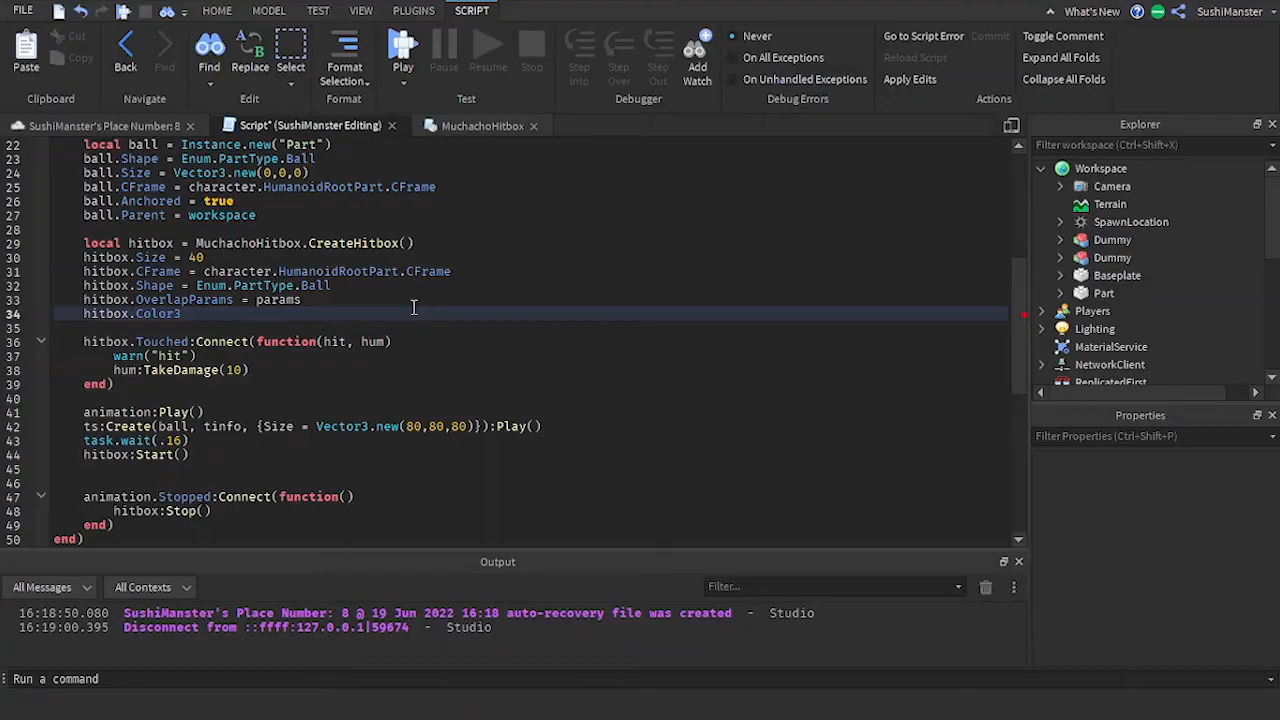 FILE HOME MODEL TEST VIEW PLUGINS SCRIPT What's New SushiManster
Paste Cut Copy Back Fwd Find Replace Select Format Selection Play Pause Resume Stop Step Into Step Over Step Out Add Watch Never On All Exceptions On Unhandled Exceptions Go to Script Error Commit Reload Script Apply Edits Toggle Comment Expand All Folds Collapse All Folds
Clipboard Navigate Edit Format Test Debugger Debug Errors Actions
SushiManster's Place Number: 8 Script* (SushiManster Editing) MuchachoHitbox
22 local ball = Instance.new("Part")
23 ball.Shape = Enum.PartType.Ball
24 ball.Size = Vector3.new(0,0,0)
25 ball.CFrame = character.HumanoidRootPart.CFrame
26 ball.Anchored = true
27 ball.Parent = workspace
28
29 local hitbox = MuchachoHitbox.CreateHitbox()
30 hitbox.Size = 40
31 hitbox.CFrame = character.HumanoidRootPart.CFrame
32 hitbox.Shape = Enum.PartType.Ball
33 hitbox.OverlapParams = params
34 hitbox.Color3
35
36 hitbox.Touched:Connect(function(hit, hum)
37 warn("hit")
38 hum:TakeDamage(10)
39 end)
40
41 animation:Play()
42 ts:Create(ball, tinfo, {Size = Vector3.new(80,80,80)}):Play()
43 task.wait(.16)
44 hitbox:Start()
45
46
47 animation.Stopped:Connect(function()
48 hitbox:Stop()
49 end)
50 end)
Explorer
Filter workspace (Ctrl+Shift+X)
Workspace
Camera
Terrain
SpawnLocation
Dummy
Dummy
Baseplate
Part
Players
Lighting
MaterialService
NetworkClient
ReplicatedFirst
Properties
Filter Properties (Ctrl+Shift+P)
Output
All Messages All Contexts Filter...
16:18:50.080 SushiManster's Place Number: 8 @ 19 Jun 2022 16:18 auto-recovery file was created - Studio
16:19:00.395 Disconnect from ::ffff:127.0.0.1|59674 - Studio
Run a command